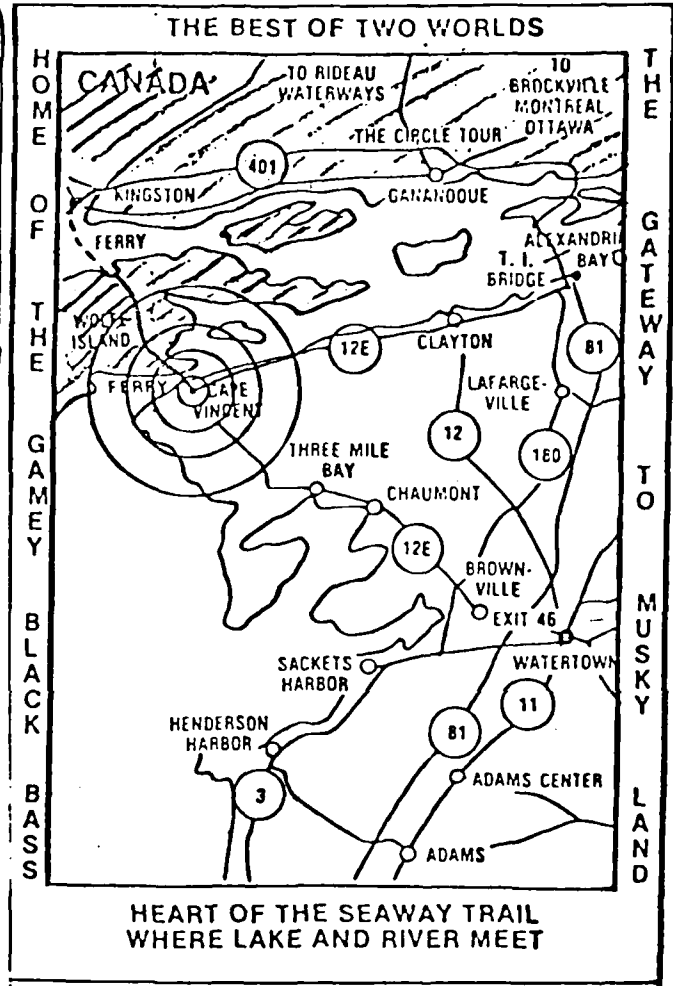 THE BEST OF TWO WORLDS
HOME OF THE GAMEY BLACK BASS
THE GATEWAY TO MUSKY LAND
CANADA
TO RIDEAU
WATERWAYS
TO
BROCKVILLE
MONTREAL
OTTAWA
THE CIRCLE TOUR
401
KINGSTON
GANANOQUE
FERRY
ALEXANDRIA
BAY
T. I.
BRIDGE
WOLFE
ISLAND
12E
CLAYTON
81
FERRY
CAPE
VINCENT
LAFARGE-
VILLE
12
180
THREE MILE
BAY
CHAUMONT
12E
BROWN-
VILLE
EXIT 46
WATERTOWN
SACKETS
HARBOR
11
HENDERSON
HARBOR
81
3
ADAMS CENTER
ADAMS
HEART OF THE SEAWAY TRAIL
WHERE LAKE AND RIVER MEET